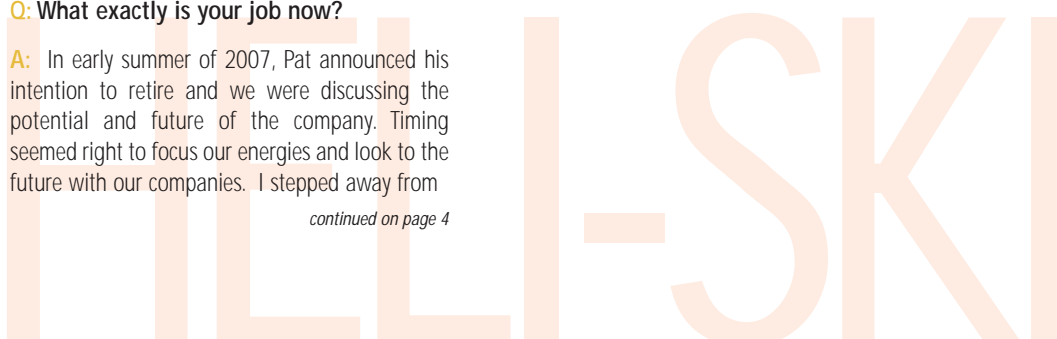 Q: What exactly is your job now?
A: In early summer of 2007, Pat announced his
intention to retire and we were discussing the
potential and future of the company. Timing
seemed right to focus our energies and look to the
future with our companies. I stepped away from
continued on page 4
HELI-SKI